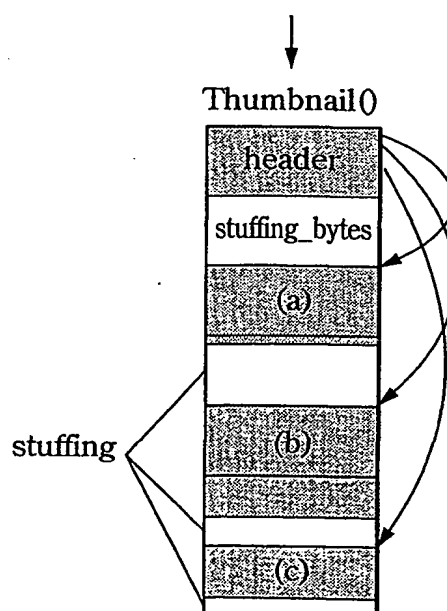 Thumbnail()
header
stuffing_bytes
(a)
(b)
stuffing
(c)